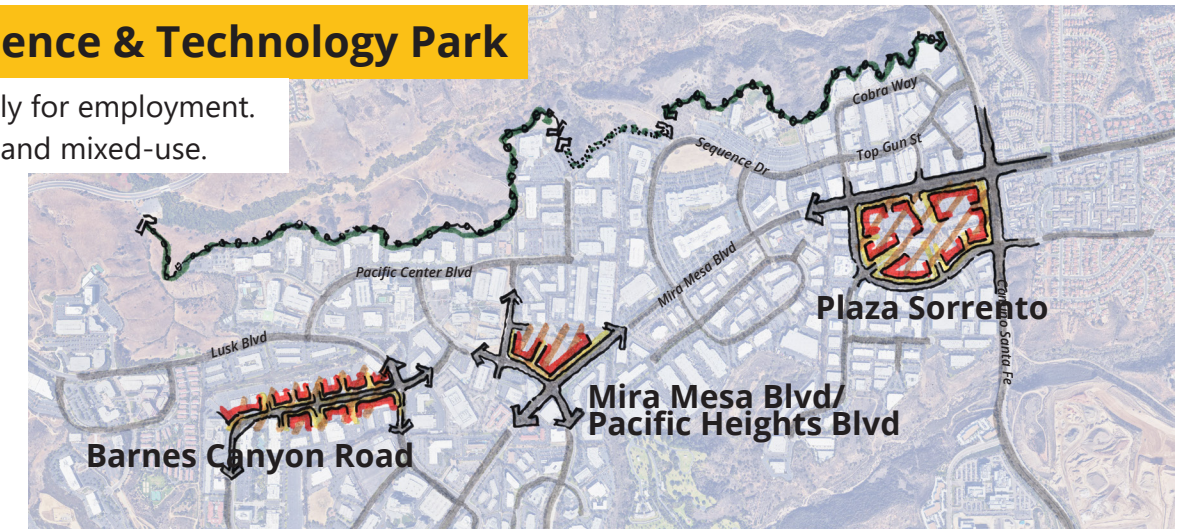 ence & Technology Park
ly for employment.
and mixed-use.
Cobra Way
Top Gun St
Sequence Dr
Mira Mesa Blvd
Pacific Center Blvd
Lusk Blvd
Plaza Sorrento
Camino Santa Fe
Mira Mesa Blvd/
Pacific Heights Blvd
Barnes Canyon Road